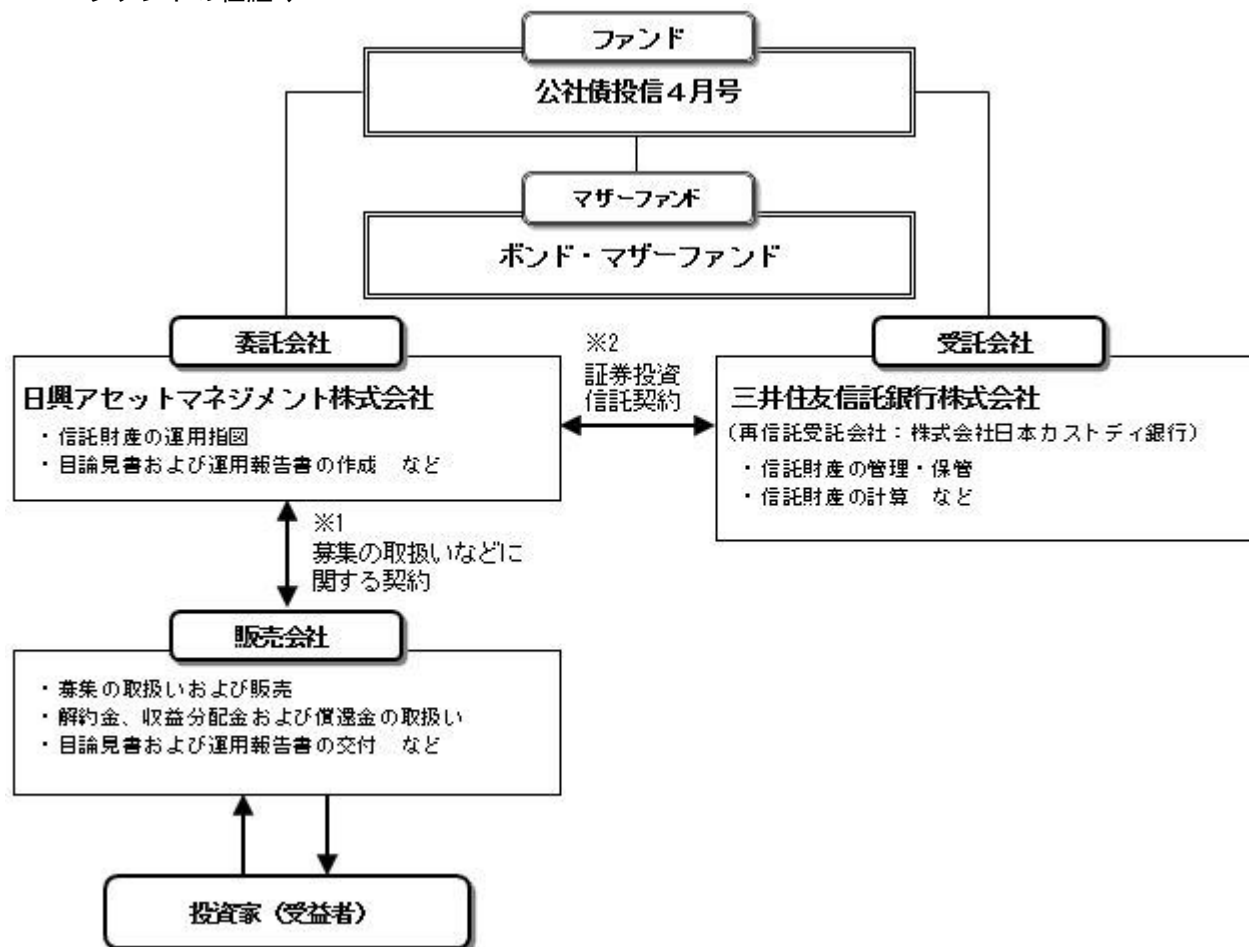 ファンド
公社債投信4月号
マザーファンド
ボンド・マザーファンド
委託会社
日興アセットマネジメント株式会社
・信託財産の運用指図
・目論見書および運用報告書の作成 など
※2
証券投資
信託契約
受託会社
三井住友信託銀行株式会社
(再信託受託会社:株式会社日本カストディ銀行)
・信託財産の管理・保管
・信託財産の計算 など
※1
募集の取扱いなどに
関する契約
販売会社
・募集の取扱いおよび販売
・解約金、収益分配金および償還金の取扱い
・目論見書および運用報告書の交付 など
投資家(受益者)